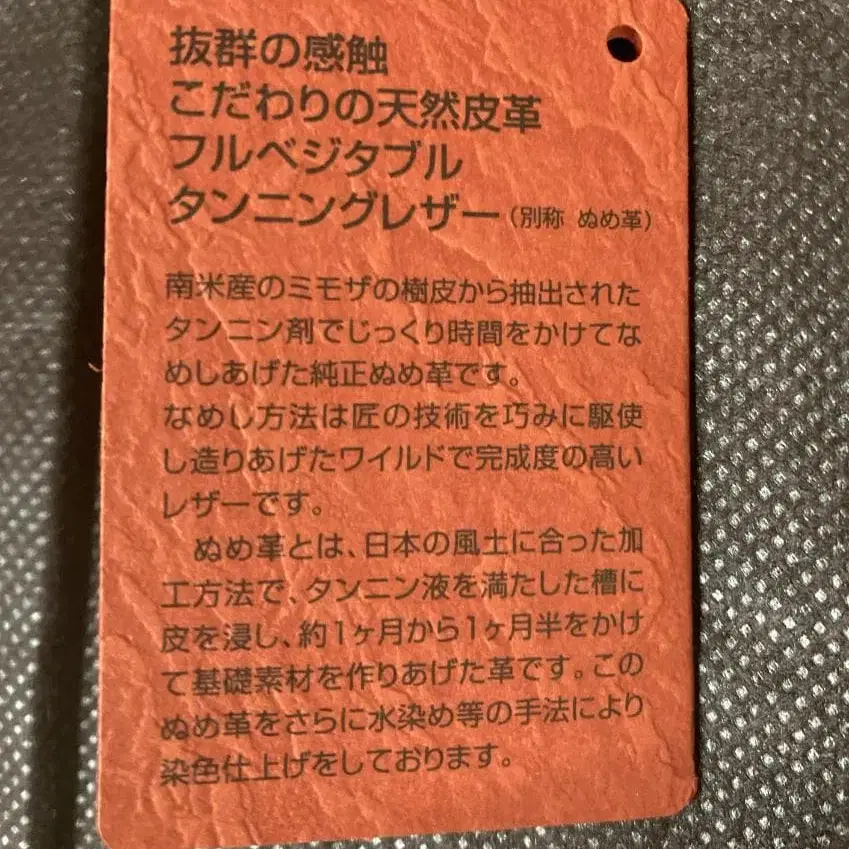 抜群の感触
こだわりの天然皮革
フルベジタブル
タンニングレザー（別称 ぬめ革）
南米産のミモザの樹皮から抽出された
タンニン剤でじっくり時間をかけてな
めしあげた純正ぬめ革です。
なめし方法は匠の技術を巧みに駆使
し造りあげたワイルドで完成度の高い
レザーです。
ぬめ革とは、日本の風土に合った加
工方法で、タンニン液を満たした槽に
皮を浸し、約1ヶ月から1ヶ月半をかけ
て基礎素材を作りあげた革です。この
ぬめ革をさらに水染め等の手法により
染色仕上げをしております。